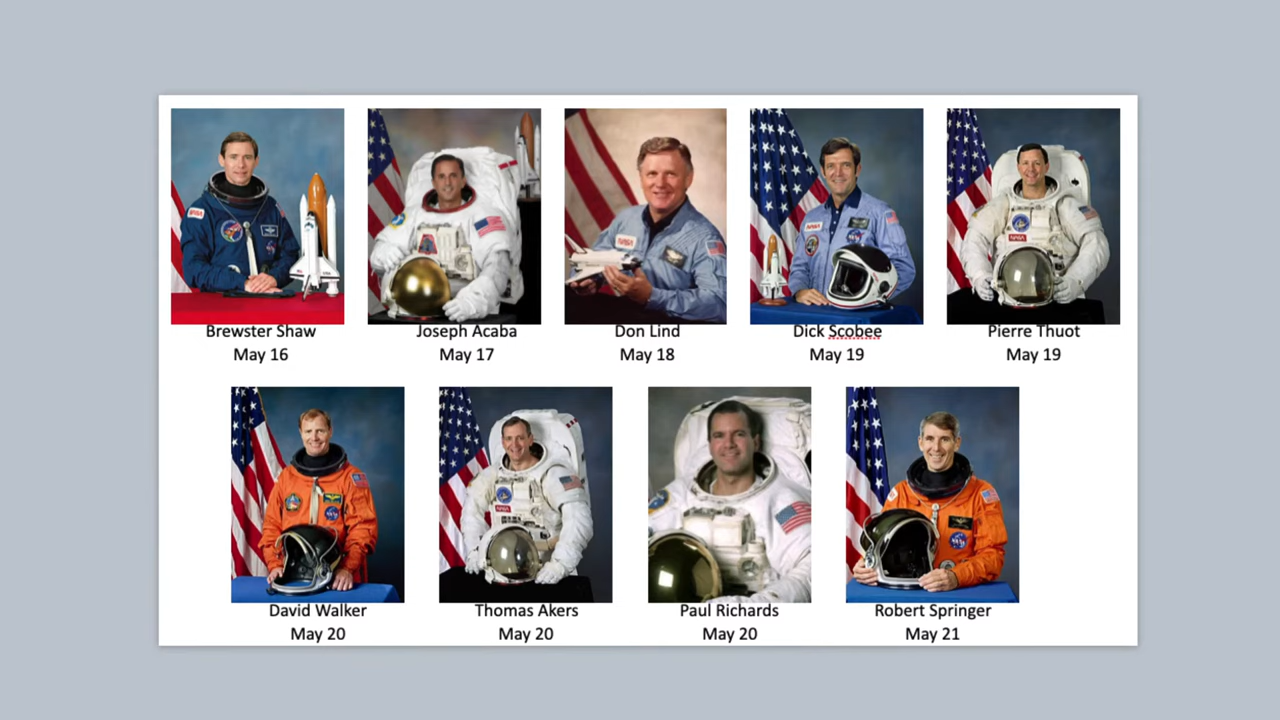 Brewster Shaw
May 16
Joseph Acaba
May 17
Don Lind
May 18
Dick Scobee
May 19
Pierre Thuot
May 19
David Walker
May 20
Thomas Akers
May 20
Paul Richards
May 20
Robert Springer
May 21